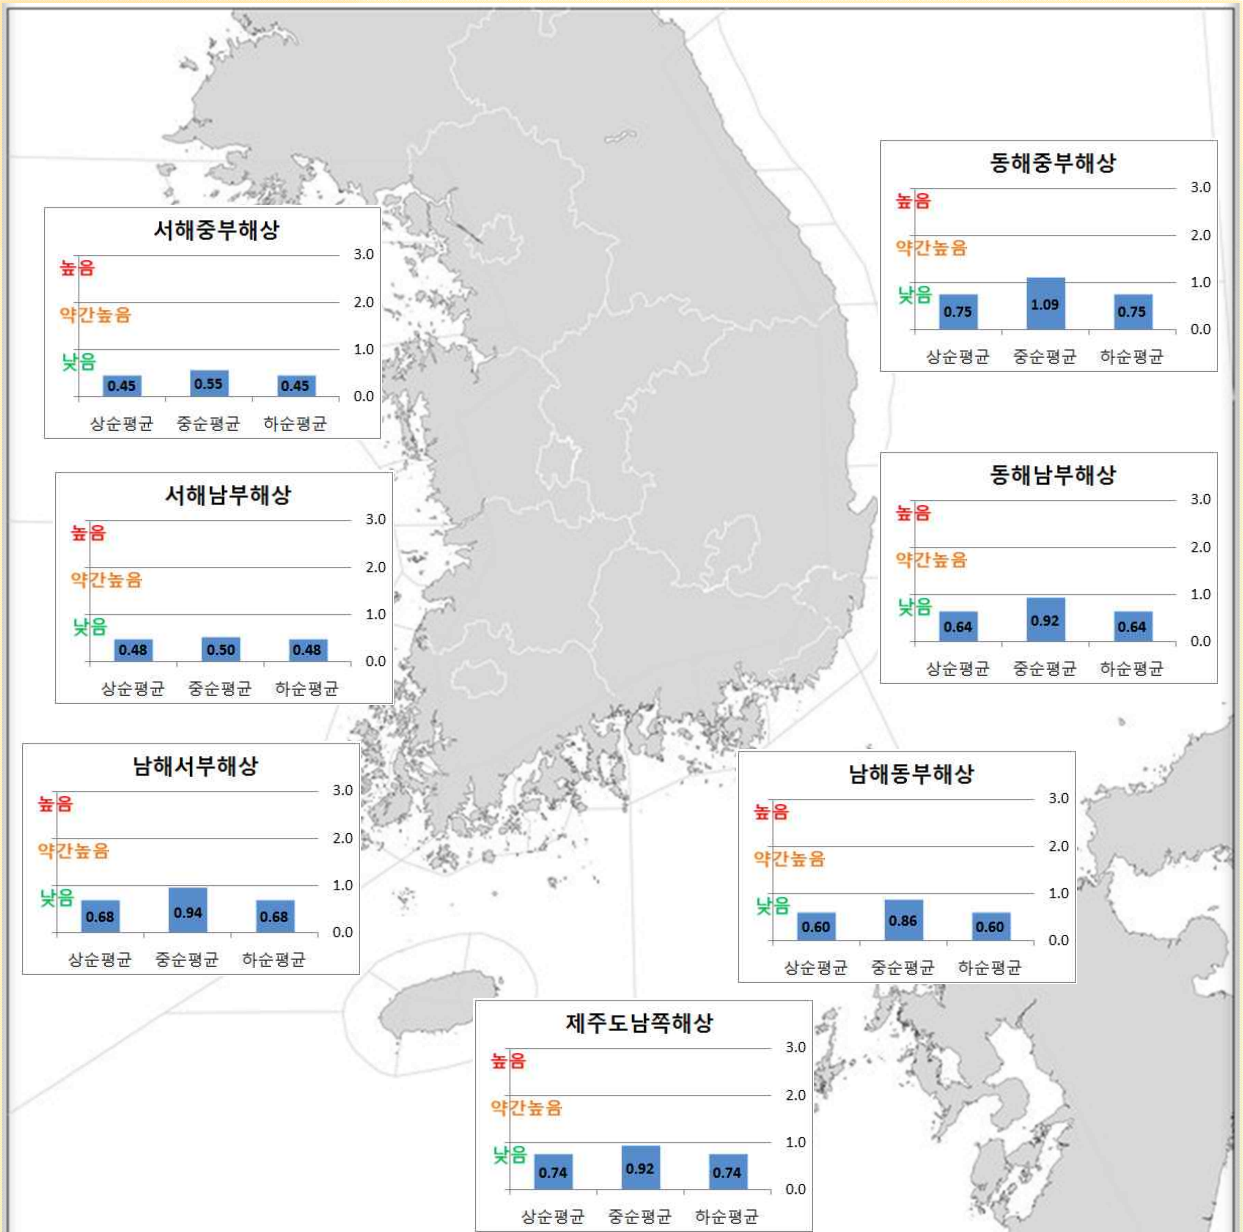 동해중부해상
높음
3.0
약간높음
2.0
낮음
1.0
0.75
1.09
0.75
0.0
상순평균 중순평균 하순평균
서해중부해상
높음
3.0
약간높음
2.0
낮음
1.0
0.45
0.55
0.45
0.0
상순평균 중순평균 하순평균
동해남부해상
높음
3.0
약간높음
2.0
낮음
1.0
0.64
0.92
0.64
0.0
상순평균 중순평균 하순평균
서해남부해상
높음
3.0
약간높음
2.0
낮음
1.0
0.48
0.50
0.48
0.0
상순평균 중순평균 하순평균
남해서부해상
높음
3.0
약간높음
2.0
낮음
1.0
0.68
0.94
0.68
0.0
상순평균 중순평균 하순평균
남해동부해상
높음
3.0
약간높음
2.0
낮음
1.0
0.60
0.86
0.60
0.0
상순평균 중순평균 하순평균
제주도남쪽해상
높음
3.0
약간높음
2.0
낮음
1.0
0.74
0.92
0.74
0.0
상순평균 중순평균 하순평균